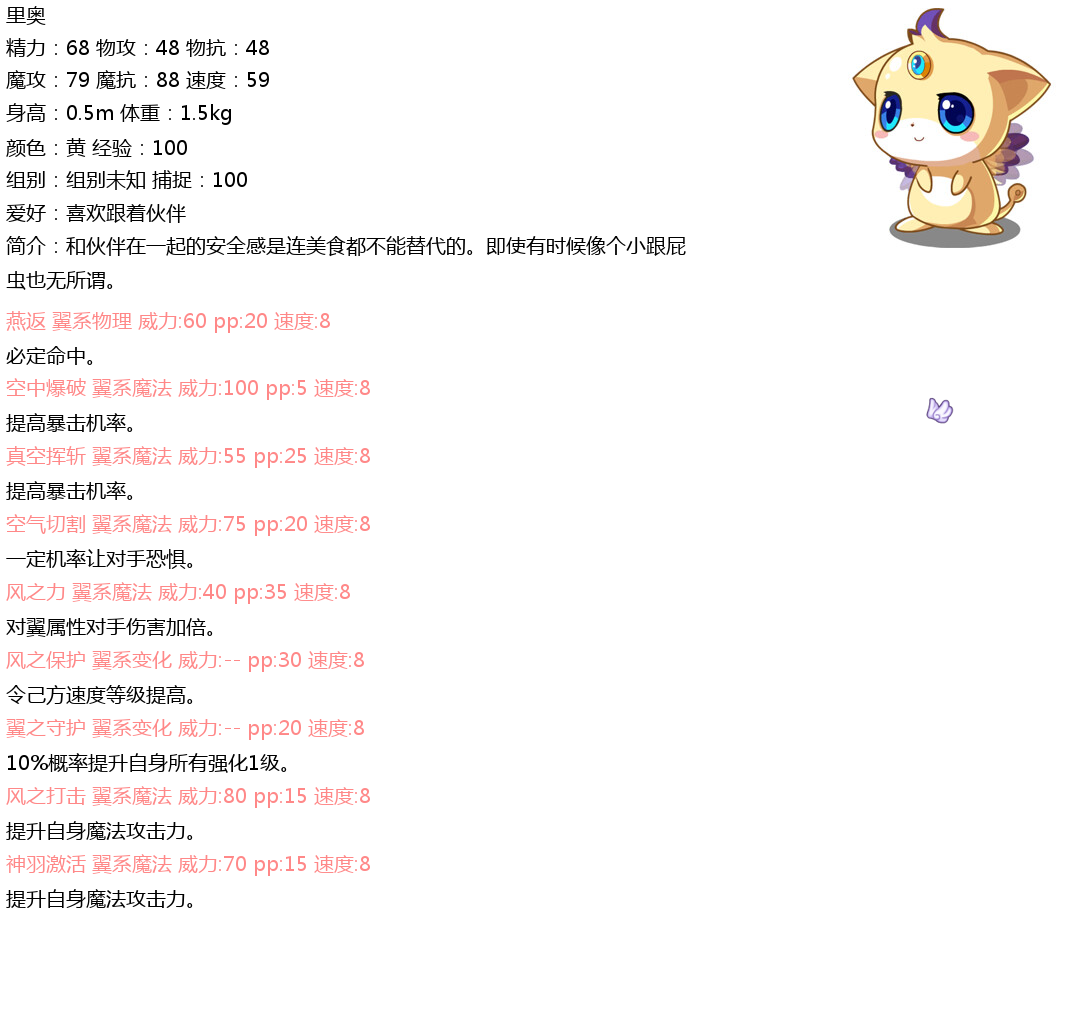 里奥
精力：68 物攻：48 物抗：48
魔攻：79 魔抗：88 速度：59
身高：0.5m 体重：1.5kg
颜色：黄 经验：100
组别：组别未知 捕捉：100
爱好：喜欢跟着伙伴
简介：和伙伴在一起的安全感是连美食都不能替代的。即使有时候像个小跟屁
虫也无所谓。
燕返 翼系物理 威力:60 pp:20 速度:8
必定命中。
空中爆破 翼系魔法 威力:100 pp:5 速度:8
提高暴击机率。
真空挥斩 翼系魔法 威力:55 pp:25 速度:8
提高暴击机率。
空气切割 翼系魔法 威力:75 pp:20 速度:8
一定机率让对手恐惧。
风之力 翼系魔法 威力:40 pp:35 速度:8
对翼属性对手伤害加倍。
风之保护 翼系变化 威力:-- pp:30 速度:8
令己方速度等级提高。
翼之守护 翼系变化 威力:-- pp:20 速度:8
10%概率提升自身所有强化1级。
风之打击 翼系魔法 威力:80 pp:15 速度:8
提升自身魔法攻击力。
神羽激活 翼系魔法 威力:70 pp:15 速度:8
提升自身魔法攻击力。